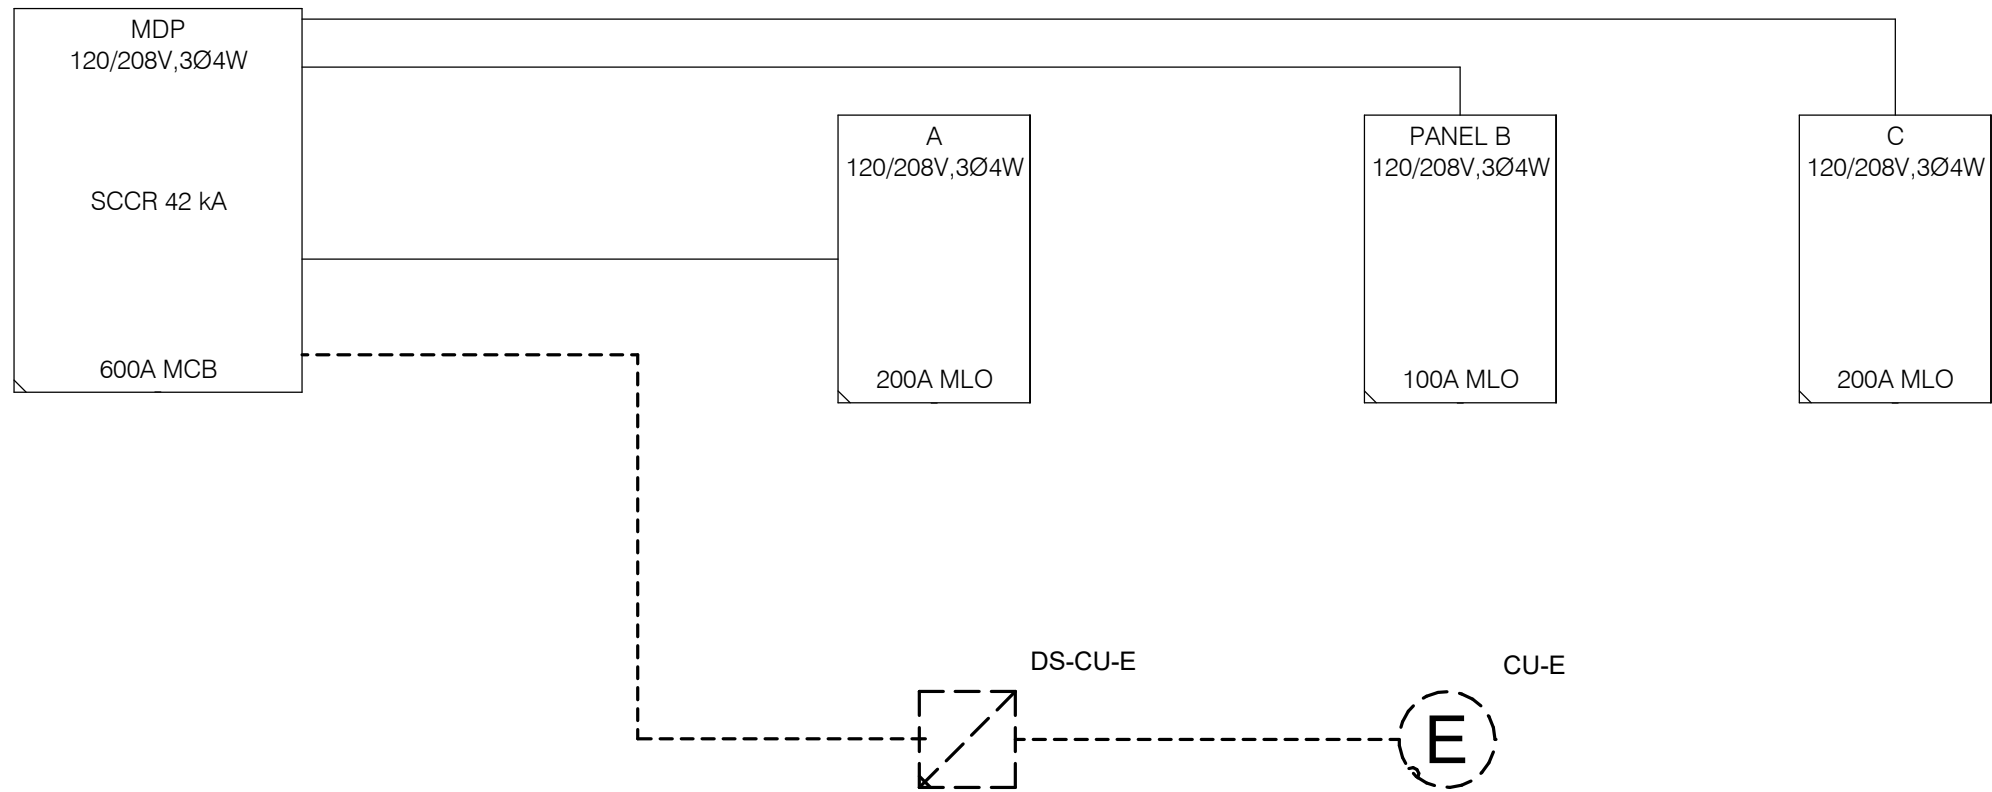 MDP
120/208V,3Ø4W
SCCR 42 kA
600A MCB
A
120/208V,3Ø4W
200A MLO
PANEL B
120/208V,3Ø4W
100A MLO
C
120/208V,3Ø4W
200A MLO
DS-CU-E
CU-E
E